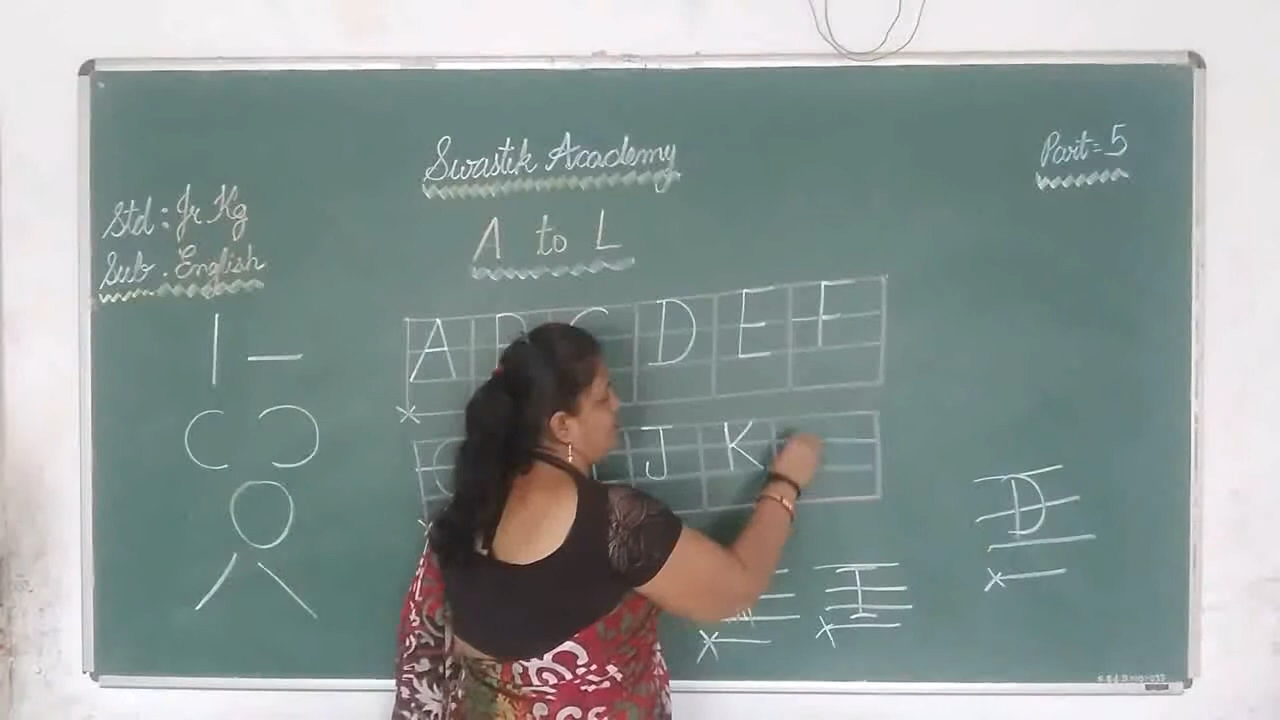 Swastik Academy
Part=5
Std: Jr Kg
Sub. English
A to L
A B C D E F
J K
I
D